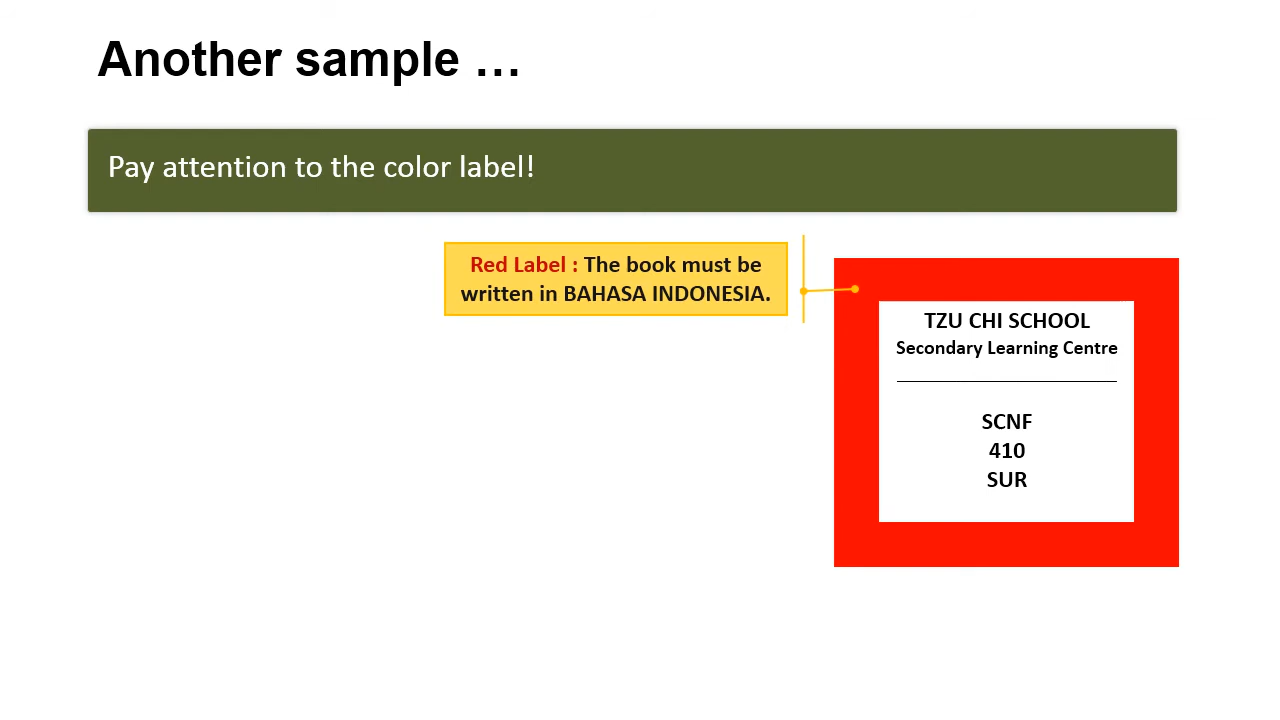 Another sample …
Pay attention to the color label!
Red Label : The book must be
written in BAHASA INDONESIA.
TZU CHI SCHOOL
Secondary Learning Centre
SCNF
410
SUR